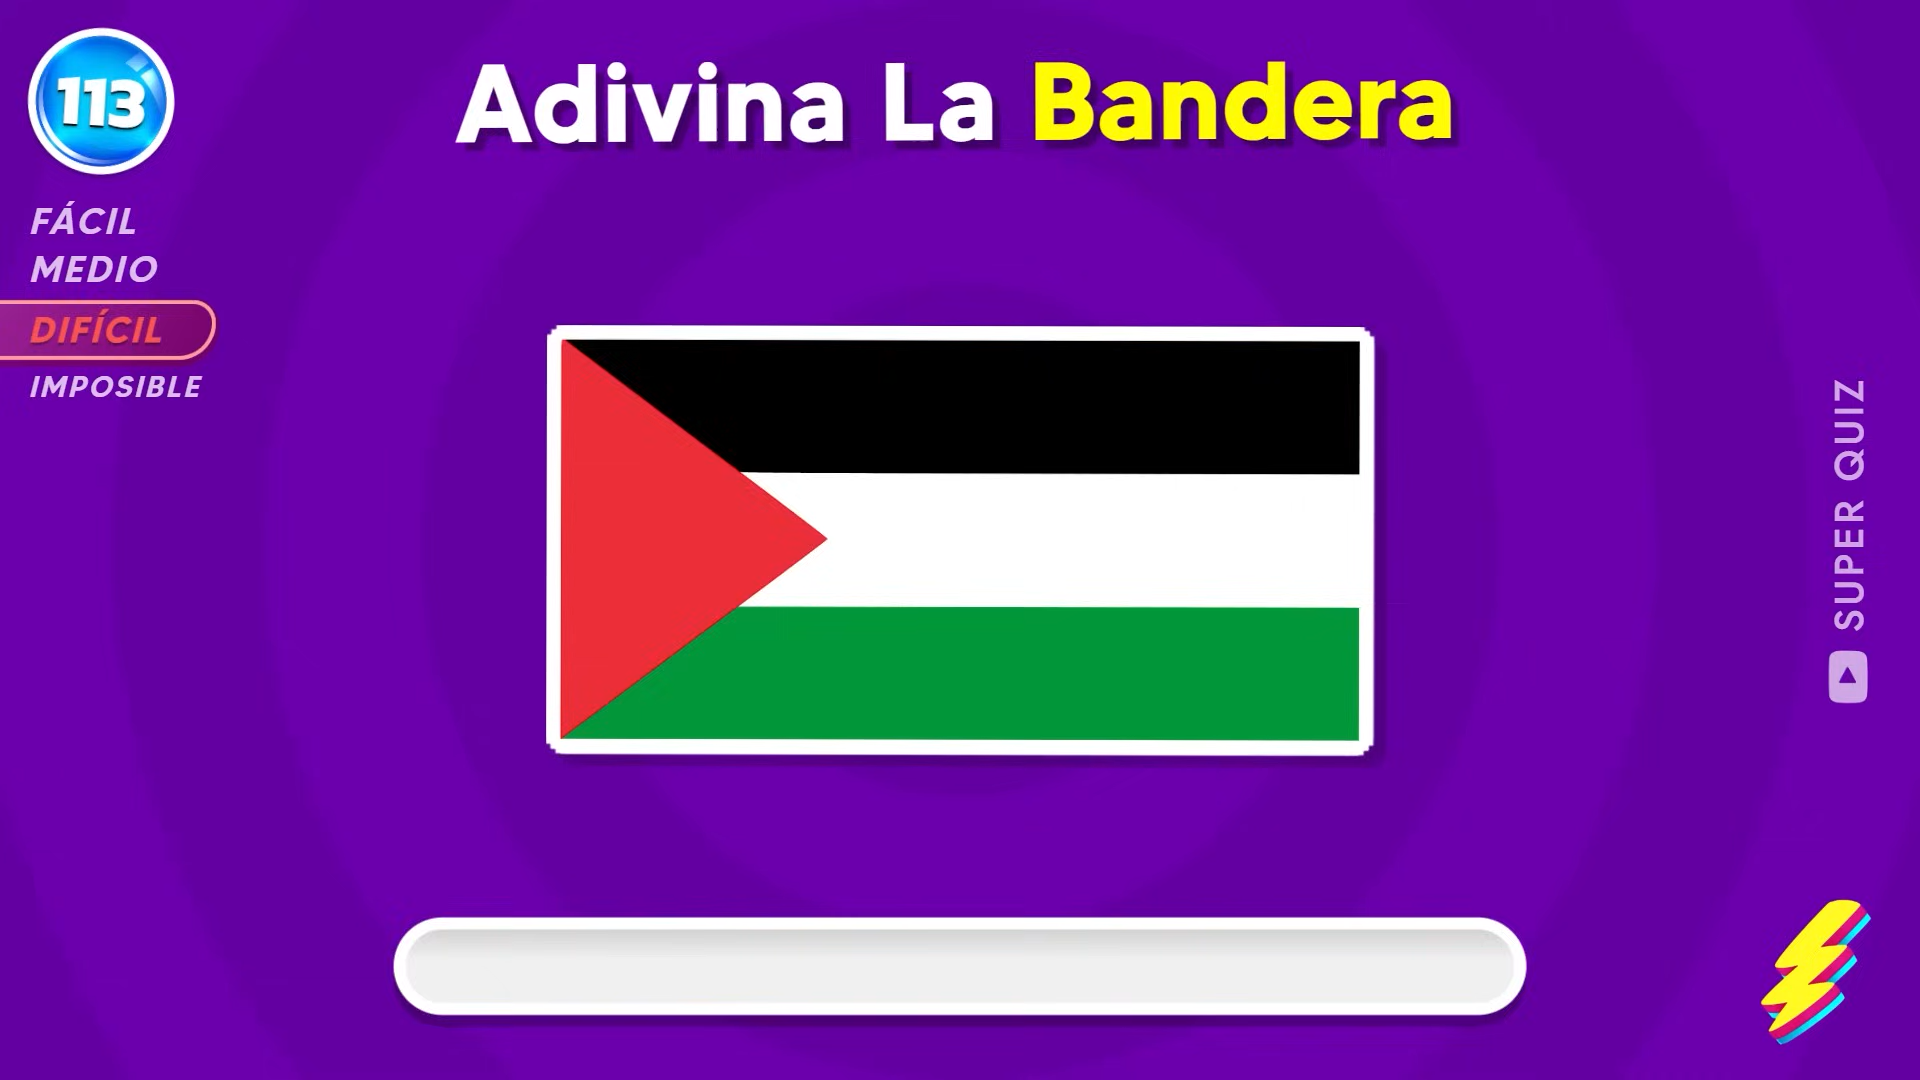 113
Adivina La Bandera
FÁCIL
MEDIO
DIFÍCIL
IMPOSIBLE
SUPER QUIZ